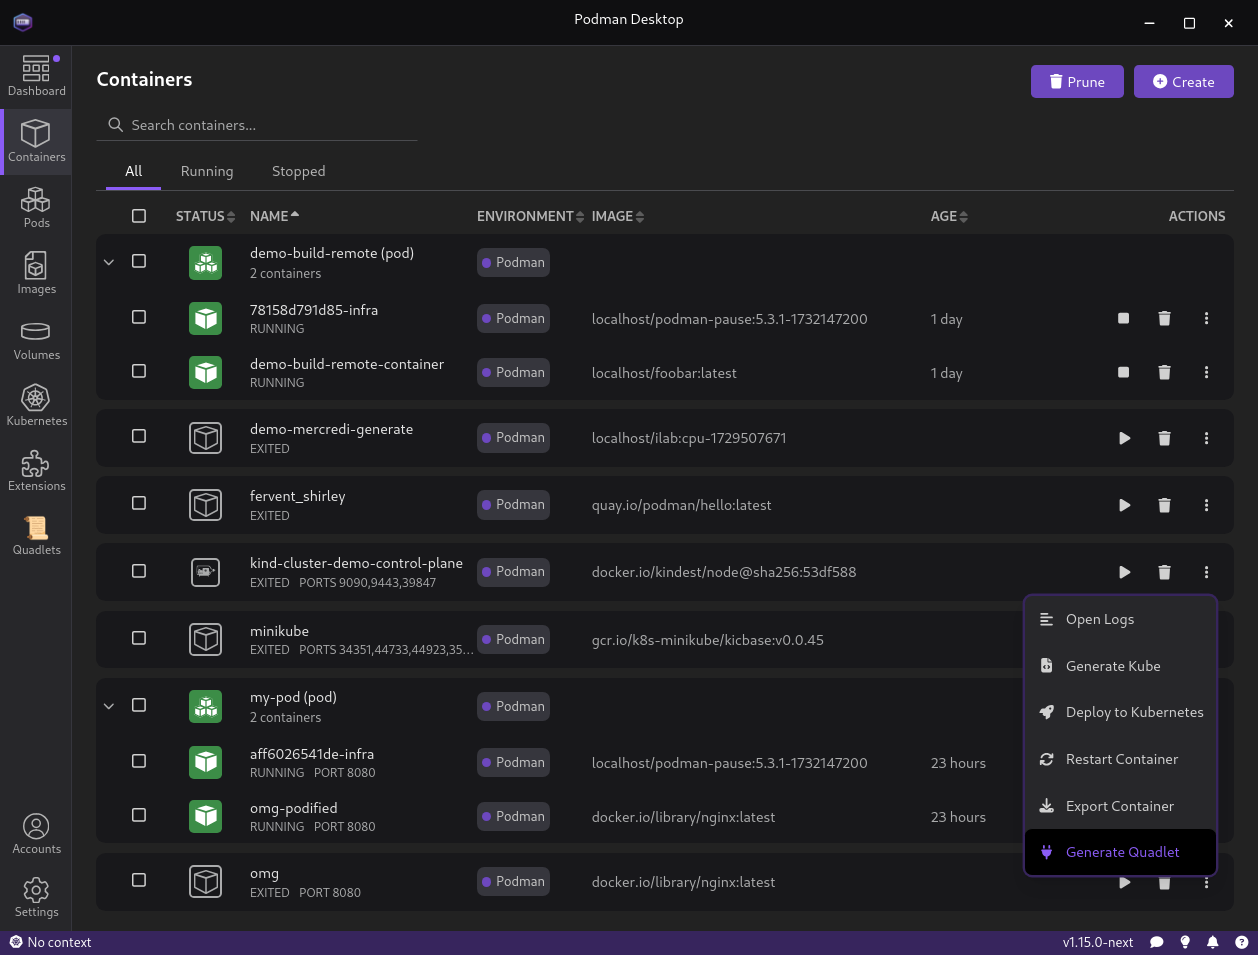 Podman Desktop
Dashboard
Containers
Pods
Images
Volumes
Kubernetes
Extensions
Quadlets
Accounts
Settings
Containers
Prune
Create
Search containers...
All Running Stopped
STATUS NAME ENVIRONMENT IMAGE AGE ACTIONS
demo-build-remote (pod)
2 containers
Podman
78158d791d85-infra
RUNNING
Podman
localhost/podman-pause:5.3.1-1732147200
1 day
demo-build-remote-container
RUNNING
Podman
localhost/foobar:latest
1 day
demo-mercredi-generate
EXITED
Podman
localhost/ilab:cpu-1729507671
fervent_shirley
EXITED
Podman
quay.io/podman/hello:latest
kind-cluster-demo-control-plane
EXITED PORTS 9090,9443,39847
Podman
docker.io/kindest/node@sha256:53df588
minikube
EXITED PORTS 34351,44733,44923,35...
Podman
gcr.io/k8s-minikube/kicbase:v0.0.45
my-pod (pod)
2 containers
Podman
aff6026541de-infra
RUNNING PORT 8080
Podman
localhost/podman-pause:5.3.1-1732147200
23 hours
omg-podified
RUNNING PORT 8080
Podman
docker.io/library/nginx:latest
23 hours
omg
EXITED PORT 8080
Podman
docker.io/library/nginx:latest
Open Logs
Generate Kube
Deploy to Kubernetes
Restart Container
Export Container
Generate Quadlet
No context
v1.15.0-next